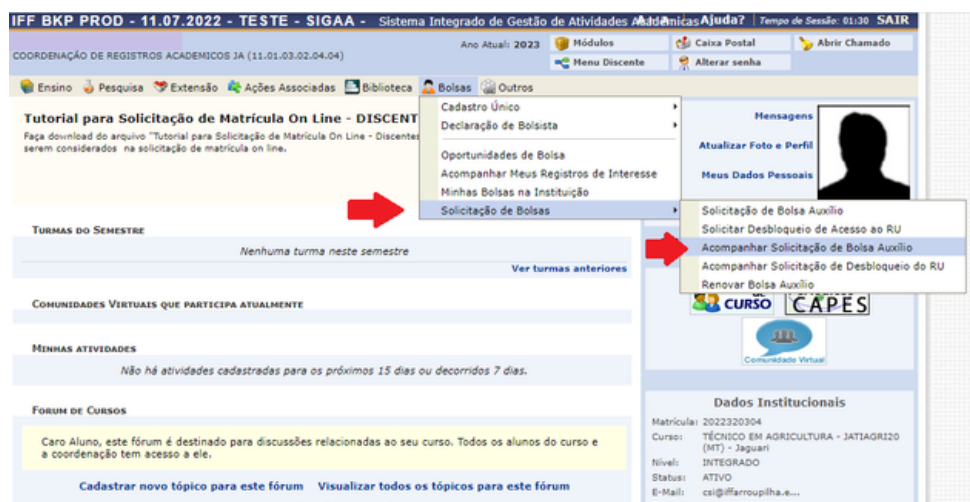 IFF BKP PROD - 11.07.2022 - TESTE - SIGAA - Sistema Integrado de Gestão de Atividades Acadêmicas Ajuda? Tempo de Sessão: 01:30 SAIR
COORDENAÇÃO DE REGISTROS ACADEMICOS JA (11.01.03.02.04.04)
Ano Atual: 2023
Módulos
Caixa Postal
Abrir Chamado
Menu Discente
Alterar senha
Ensino Pesquisa Extensão Ações Associadas Biblioteca Bolsas Outros
Cadastro Único
Declaração de Bolsista
Oportunidades de Bolsa
Acompanhar Meus Registros de Interesse
Minhas Bolsas na Instituição
Solicitação de Bolsas
Solicitação de Bolsa Auxílio
Solicitar Desbloqueio de Acesso ao RU
Acompanhar Solicitação de Bolsa Auxílio
Acompanhar Solicitação de Desbloqueio do RU
Renovar Bolsa Auxílio
Tutorial para Solicitação de Matrícula On Line - DISCENT
Faça download do arquivo "Tutorial para Solicitação de Matrícula On Line - Discentes
serem considerados na solicitação de matrícula on line.
Mensagens
Atualizar Foto e Perfil
Meus Dados Pessoais
TURMAS DO SEMESTRE
Nenhuma turma neste semestre
Ver turmas anteriores
COMUNIDADES VIRTUAIS QUE PARTICIPA ATUALMENTE
MINHAS ATIVIDADES
Não há atividades cadastradas para os próximos 15 dias ou decorridos 7 dias.
FORUM DE CURSOS
Caro Aluno, este fórum é destinado para discussões relacionadas ao seu curso. Todos os alunos do curso e
a coordenação tem acesso a ele.
Cadastrar novo tópico para este fórum Visualizar todos os tópicos para este fórum
CURSO
CAPES
Comunidade Virtual
Dados Institucionais
Matrícula: 2022320304
Curso: TÉCNICO EM AGRICULTURA - JATIAGRI20
(MT) - Jaguari
Nível: INTEGRADO
Status: ATIVO
E-Mail: csi@iffarroupilha.e...